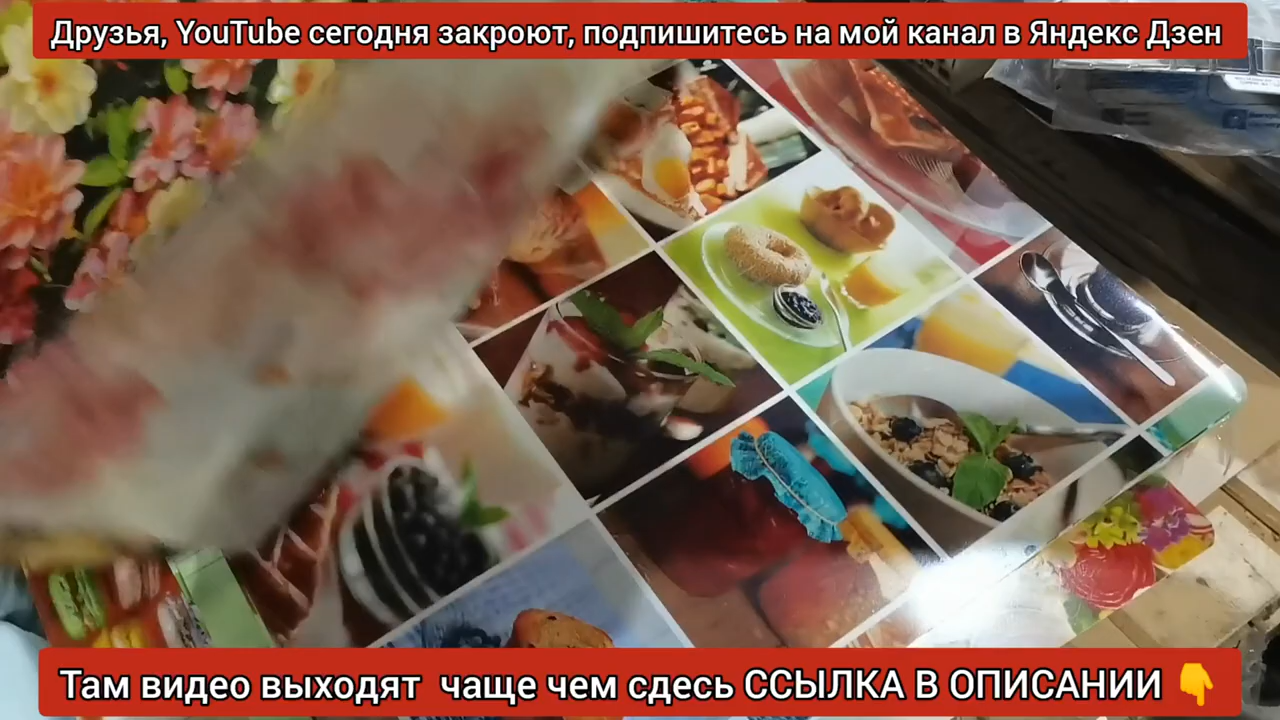 Друзья, YouTube сегодня закроют, подпишитесь на мой канал в Яндекс Дзен
Там видео выходят чаще чем сдесь ССЫЛКА В ОПИСАНИИ 👇